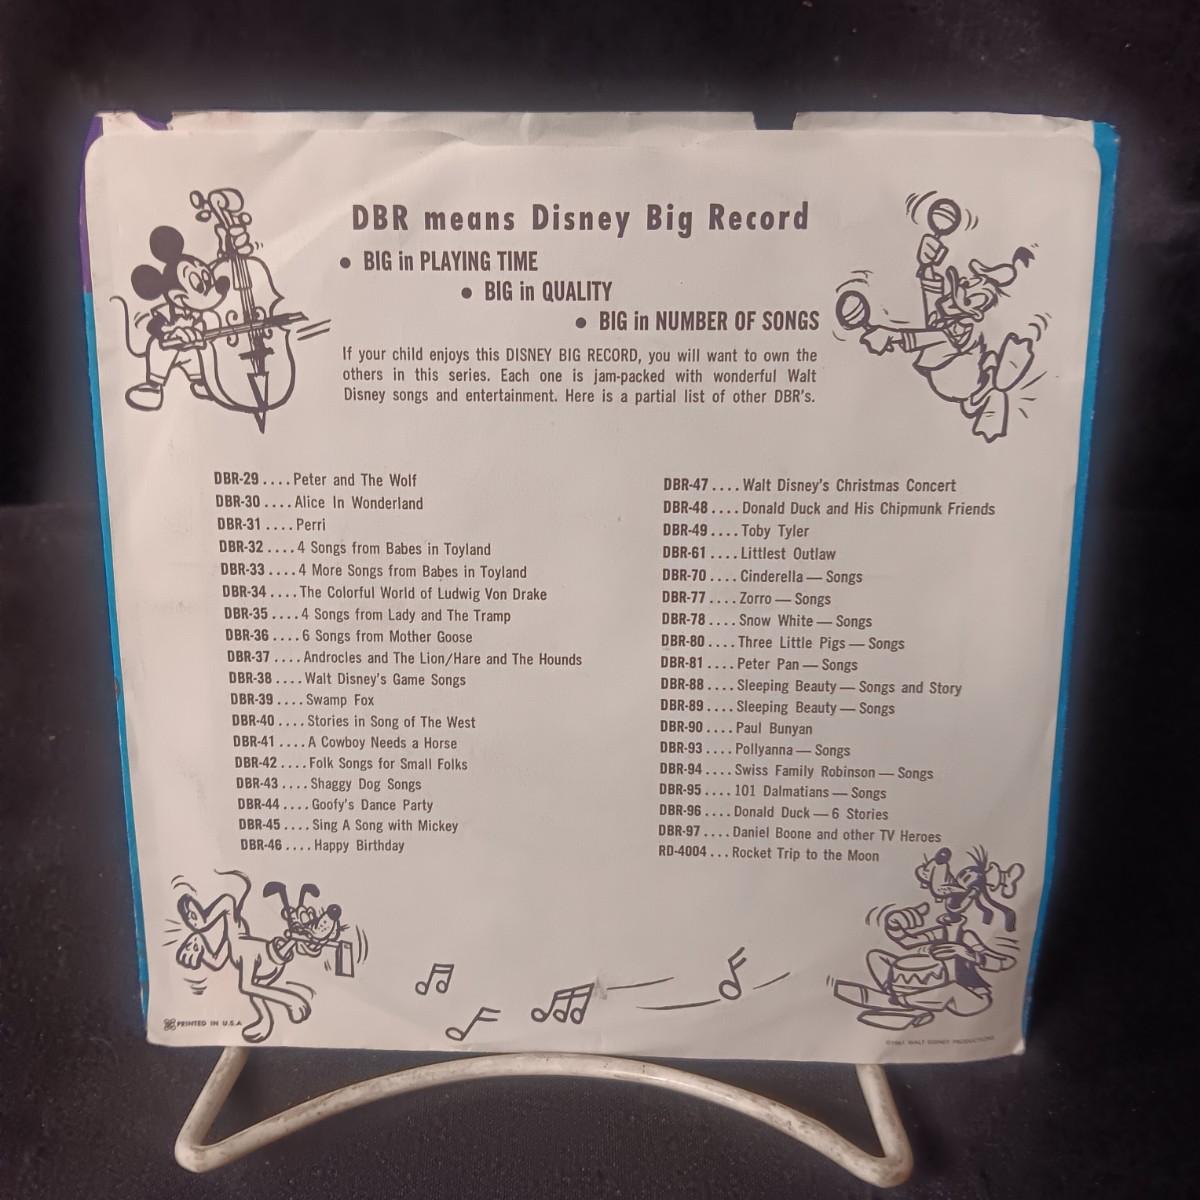 DBR means Disney Big Record
● BIG in PLAYING TIME
● BIG in QUALITY
● BIG in NUMBER OF SONGS
If your child enjoys this DISNEY BIG RECORD, you will want to own the
others in this series. Each one is jam-packed with wonderful Walt
Disney songs and entertainment. Here is a partial list of other DBR's.
DBR-29....Peter and The Wolf
DBR-30....Alice In Wonderland
DBR-31....Perri
DBR-32....4 Songs from Babes in Toyland
DBR-33....4 More Songs from Babes in Toyland
DBR-34....The Colorful World of Ludwig Von Drake
DBR-35....4 Songs from Lady and The Tramp
DBR-36....6 Songs from Mother Goose
DBR-37....Androcles and The Lion/Hare and The Hounds
DBR-38....Walt Disney's Game Songs
DBR-39....Swamp Fox
DBR-40....Stories in Song of The West
DBR-41....A Cowboy Needs a Horse
DBR-42....Folk Songs for Small Folks
DBR-43....Shaggy Dog Songs
DBR-44....Goofy's Dance Party
DBR-45....Sing A Song with Mickey
DBR-46....Happy Birthday
DBR-47....Walt Disney's Christmas Concert
DBR-48....Donald Duck and His Chipmunk Friends
DBR-49....Toby Tyler
DBR-61....Littlest Outlaw
DBR-70....Cinderella — Songs
DBR-77....Zorro — Songs
DBR-78....Snow White — Songs
DBR-80....Three Little Pigs — Songs
DBR-81....Peter Pan — Songs
DBR-88....Sleeping Beauty — Songs and Story
DBR-89....Sleeping Beauty — Songs
DBR-90....Paul Bunyan
DBR-93....Pollyanna — Songs
DBR-94....Swiss Family Robinson — Songs
DBR-95....101 Dalmatians — Songs
DBR-96....Donald Duck — 6 Stories
DBR-97....Daniel Boone and other TV Heroes
RD-4004...Rocket Trip to the Moon
PRINTED IN U.S.A
WALT DISNEY PRODUCTIONS